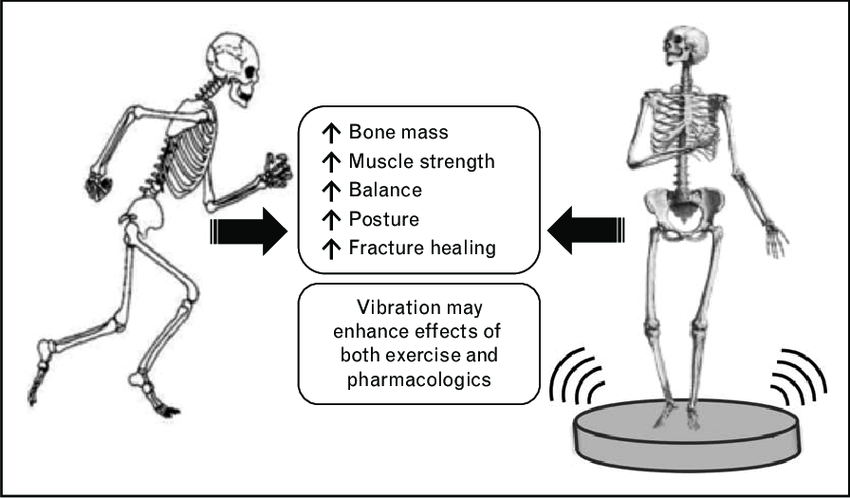 ↑ Bone mass
↑ Muscle strength
↑ Balance
↑ Posture
↑ Fracture healing
Vibration may
enhance effects of
both exercise and
pharmacologics